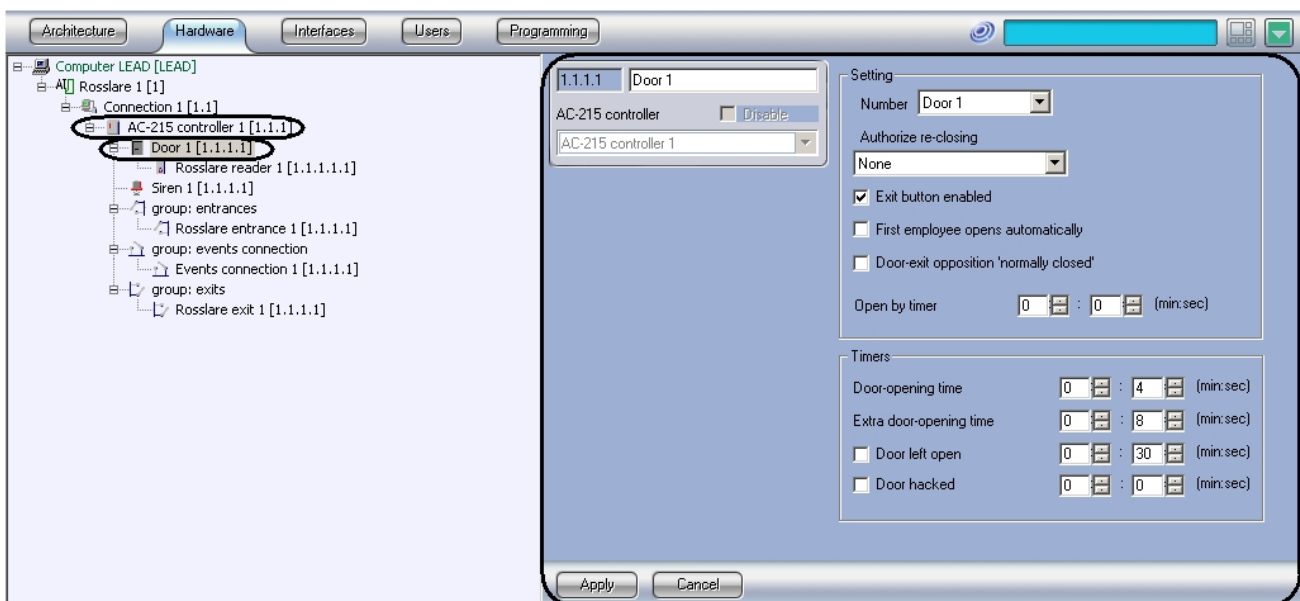 Architecture Hardware Interfaces Users Programming
Computer LEAD [LEAD]
Rosslare 1 [1]
Connection 1 [1.1]
AC-215 controller 1 [1.1.1]
Door 1 [1.1.1.1]
Rosslare reader 1 [1.1.1.1.1]
Siren 1 [1.1.1.1]
group: entrances
Rosslare entrance 1 [1.1.1.1]
group: events connection
Events connection 1 [1.1.1.1]
group: exits
Rosslare exit 1 [1.1.1.1]
1.1.1.1 Door 1
AC-215 controller Disable
AC-215 controller 1
Setting
Number Door 1
Authorize re-closing
None
Exit button enabled
First employee opens automatically
Door-exit opposition 'normally closed'
Open by timer 0 : 0 (min:sec)
Timers
Door-opening time 0 : 4 (min:sec)
Extra door-opening time 0 : 8 (min:sec)
Door left open 0 : 30 (min:sec)
Door hacked 0 : 0 (min:sec)
Apply Cancel